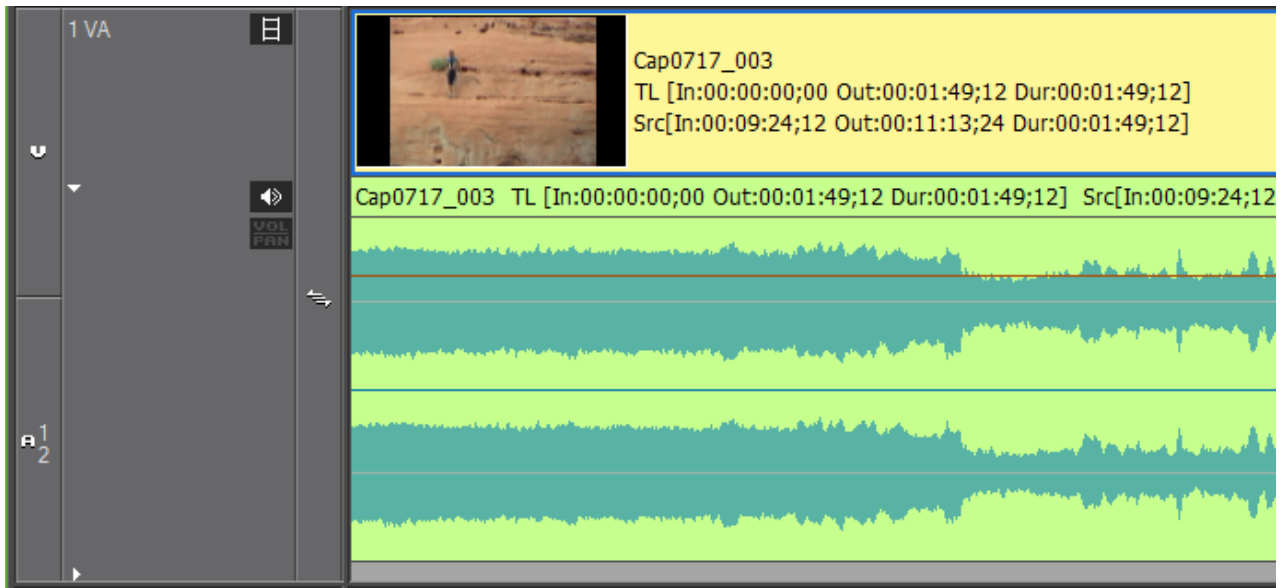 1 VA
Cap0717_003
TL [In:00:00:00;00 Out:00:01:49;12 Dur:00:01:49;12]
Src[In:00:09:24;12 Out:00:11:13;24 Dur:00:01:49;12]
V
Cap0717_003 TL [In:00:00:00;00 Out:00:01:49;12 Dur:00:01:49;12] Src[In:00:09:24;12
VOL
PAN
A 1
2